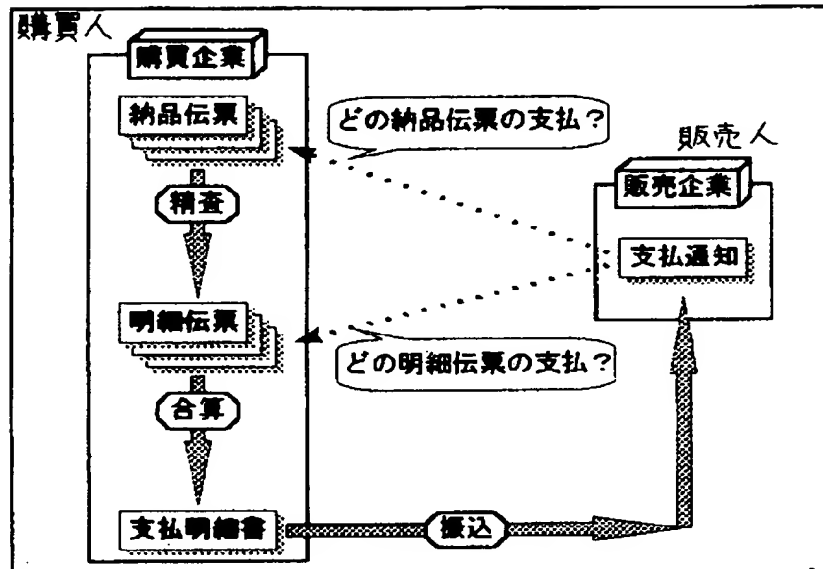 購買人
購買企業
納品伝票
どの納品伝票の支払?
販売人
販売企業
精査
支払通知
明細伝票
どの明細伝票の支払?
合算
支払明細書
振込